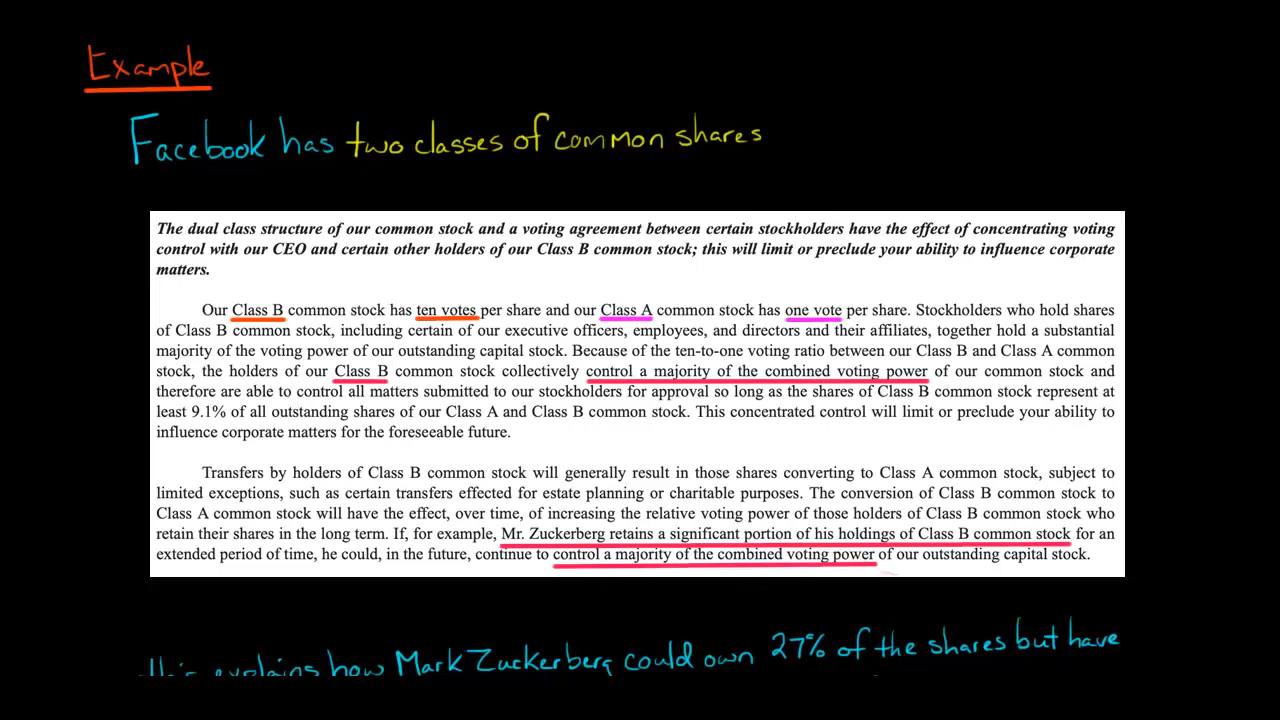 Example
Facebook has two classes of common shares
The dual class structure of our common stock and a voting agreement between certain stockholders have the effect of concentrating voting
control with our CEO and certain other holders of our Class B common stock; this will limit or preclude your ability to influence corporate
matters.
Our Class B common stock has ten votes per share and our Class A common stock has one vote per share. Stockholders who hold shares
of Class B common stock, including certain of our executive officers, employees, and directors and their affiliates, together hold a substantial
majority of the voting power of our outstanding capital stock. Because of the ten-to-one voting ratio between our Class B and Class A common
stock, the holders of our Class B common stock collectively control a majority of the combined voting power of our common stock and
therefore are able to control all matters submitted to our stockholders for approval so long as the shares of Class B common stock represent at
least 9.1% of all outstanding shares of our Class A and Class B common stock. This concentrated control will limit or preclude your ability to
influence corporate matters for the foreseeable future.
Transfers by holders of Class B common stock will generally result in those shares converting to Class A common stock, subject to
limited exceptions, such as certain transfers effected for estate planning or charitable purposes. The conversion of Class B common stock to
Class A common stock will have the effect, over time, of increasing the relative voting power of those holders of Class B common stock who
retain their shares in the long term. If, for example, Mr. Zuckerberg retains a significant portion of his holdings of Class B common stock for an
extended period of time, he could, in the future, continue to control a majority of the combined voting power of our outstanding capital stock.
explains how Mark Zuckerberg could own 27% of the shares but have